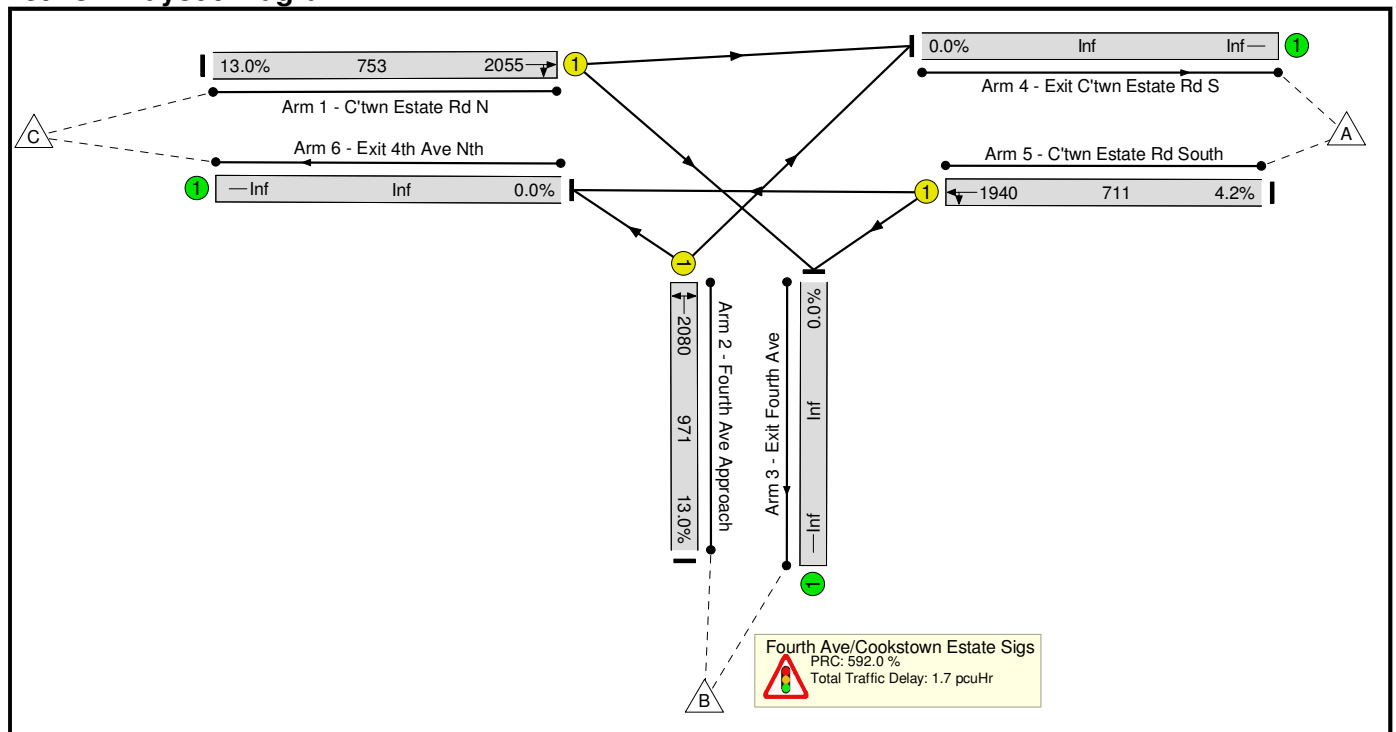 13.0% 753 2055
1
Arm 1 - C'twn Estate Rd N
0.0% Inf Inf
1
Arm 4 - Exit C'twn Estate Rd S
C
A
Arm 6 - Exit 4th Ave Nth
1
Inf Inf 0.0%
Arm 5 - C'twn Estate Rd South
1
1940 711 4.2%
1
2080 971 13.0%
Arm 2 - Fourth Ave Approach
Arm 3 - Exit Fourth Ave
0.0% Inf Inf
1
B
Fourth Ave/Cookstown Estate Sigs
PRC: 592.0 %
Total Traffic Delay: 1.7 pcuHr